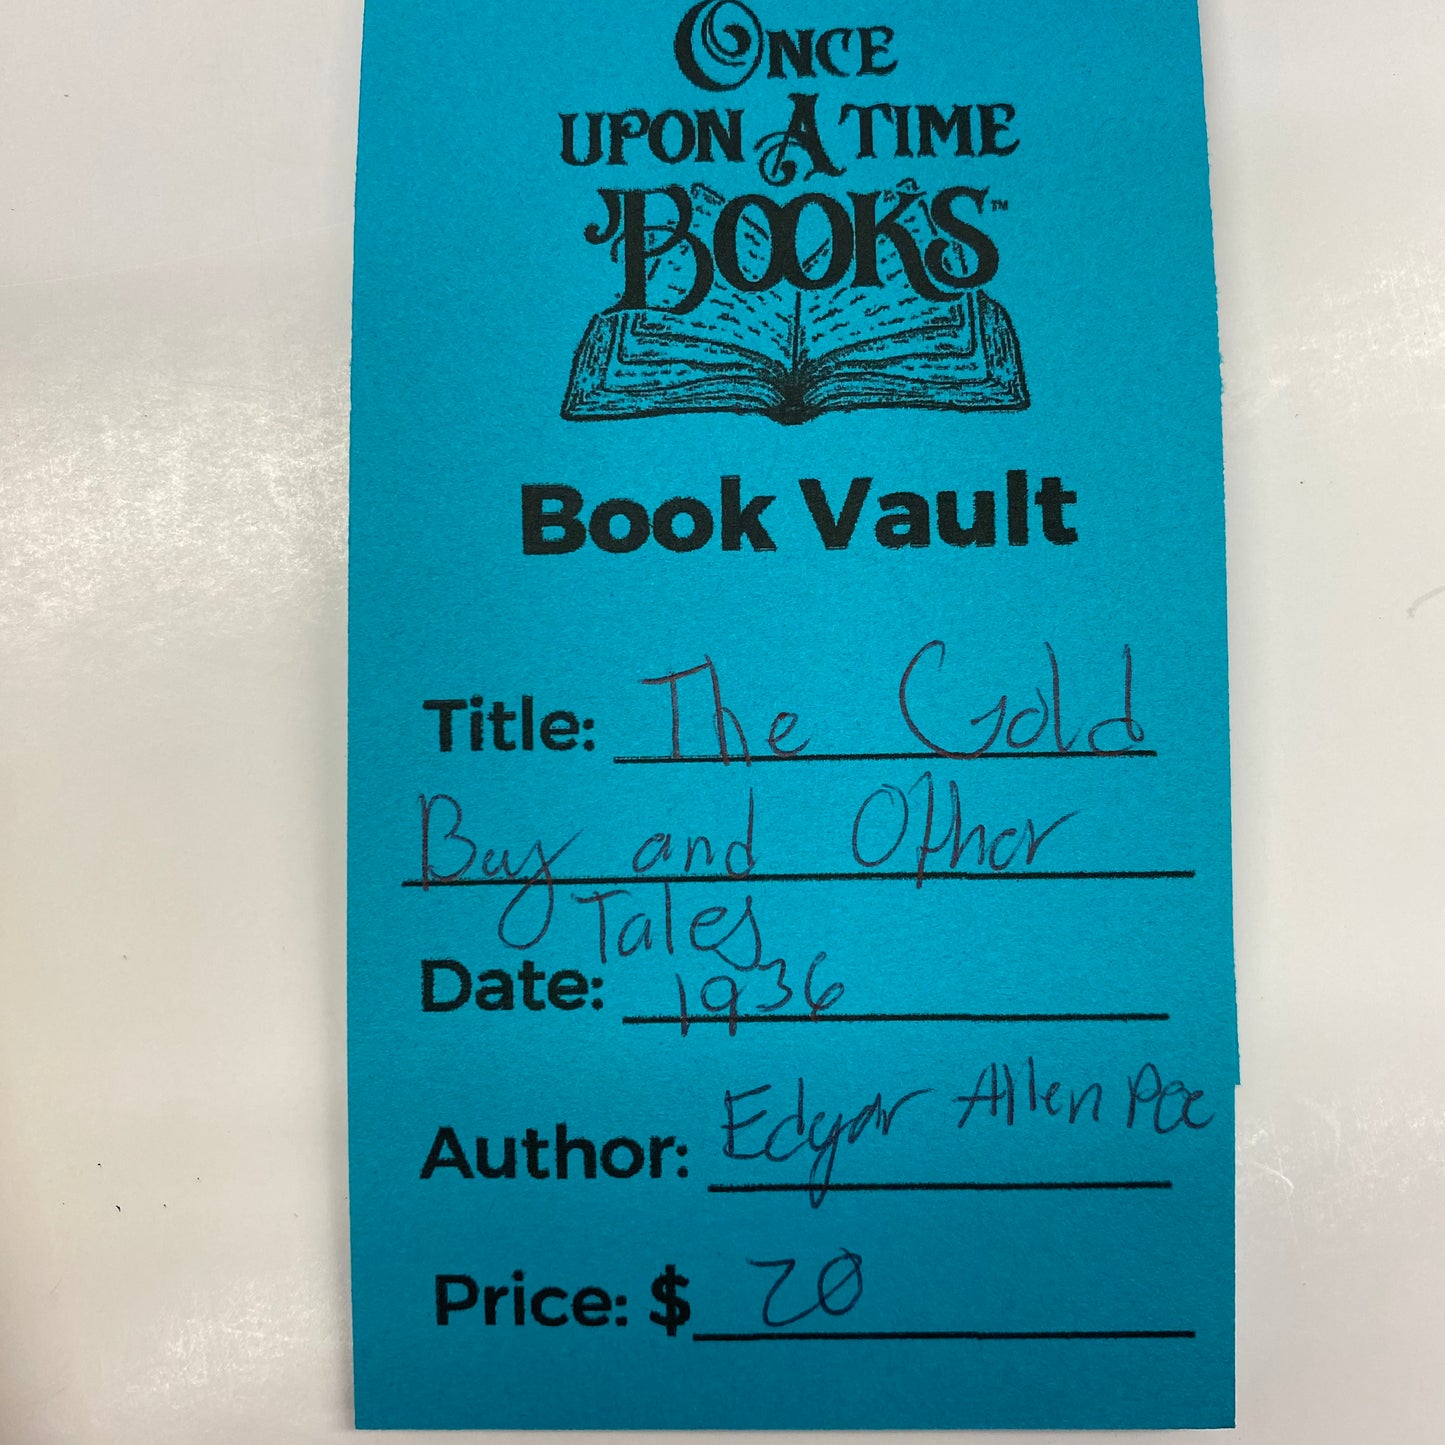 ONCE
UPON A TIME
BOOKS™
Book Vault
Title: The Gold
Bug and Other
Tales
Date: 1936
Author: Edgar Allen Poe
Price: $ 20